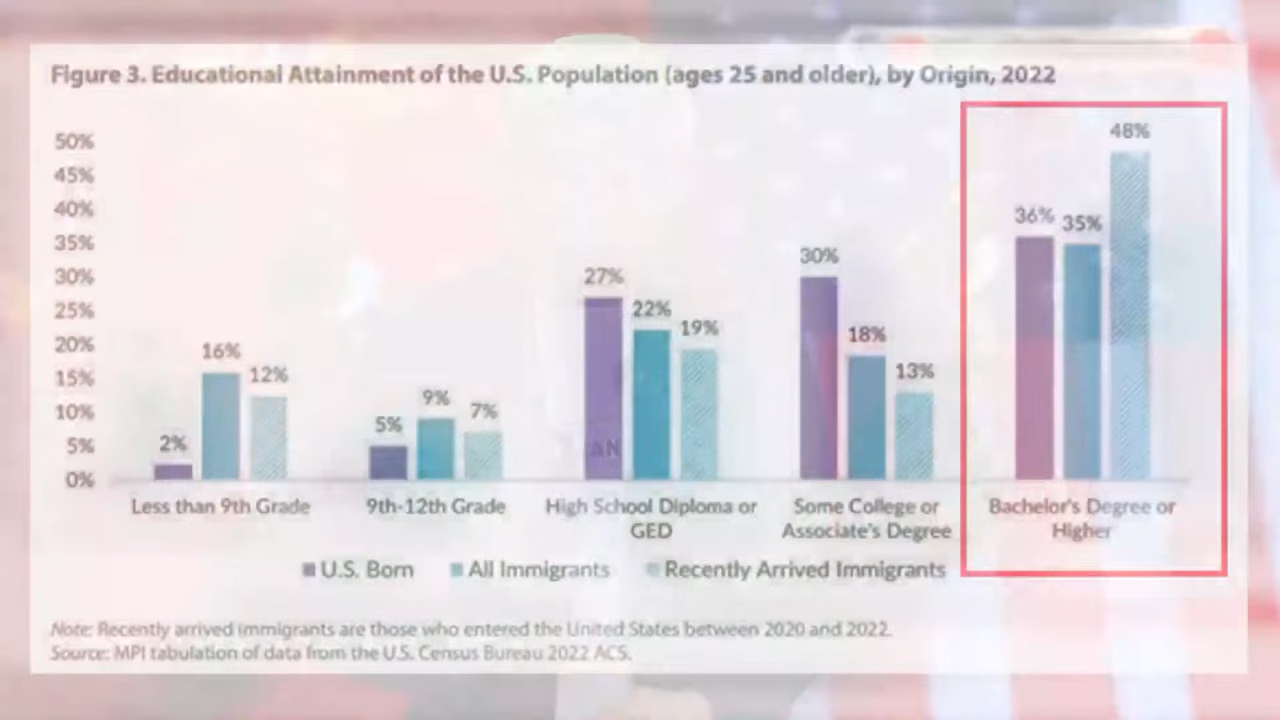 Figure 3. Educational Attainment of the U.S. Population (ages 25 and older), by Origin, 2022
50%
45%
40%
35%
30%
25%
20%
15%
10%
5%
0%
2%
16%
12%
5%
9%
7%
27%
22%
19%
30%
18%
13%
36%
35%
48%
AN
Less than 9th Grade
9th-12th Grade
High School Diploma or
GED
Some College or
Associate's Degree
Bachelor's Degree or
Higher
U.S. Born
All Immigrants
Recently Arrived Immigrants
Note: Recently arrived immigrants are those who entered the United States between 2020 and 2022.
Source: MPI tabulation of data from the U.S. Census Bureau 2022 ACS.